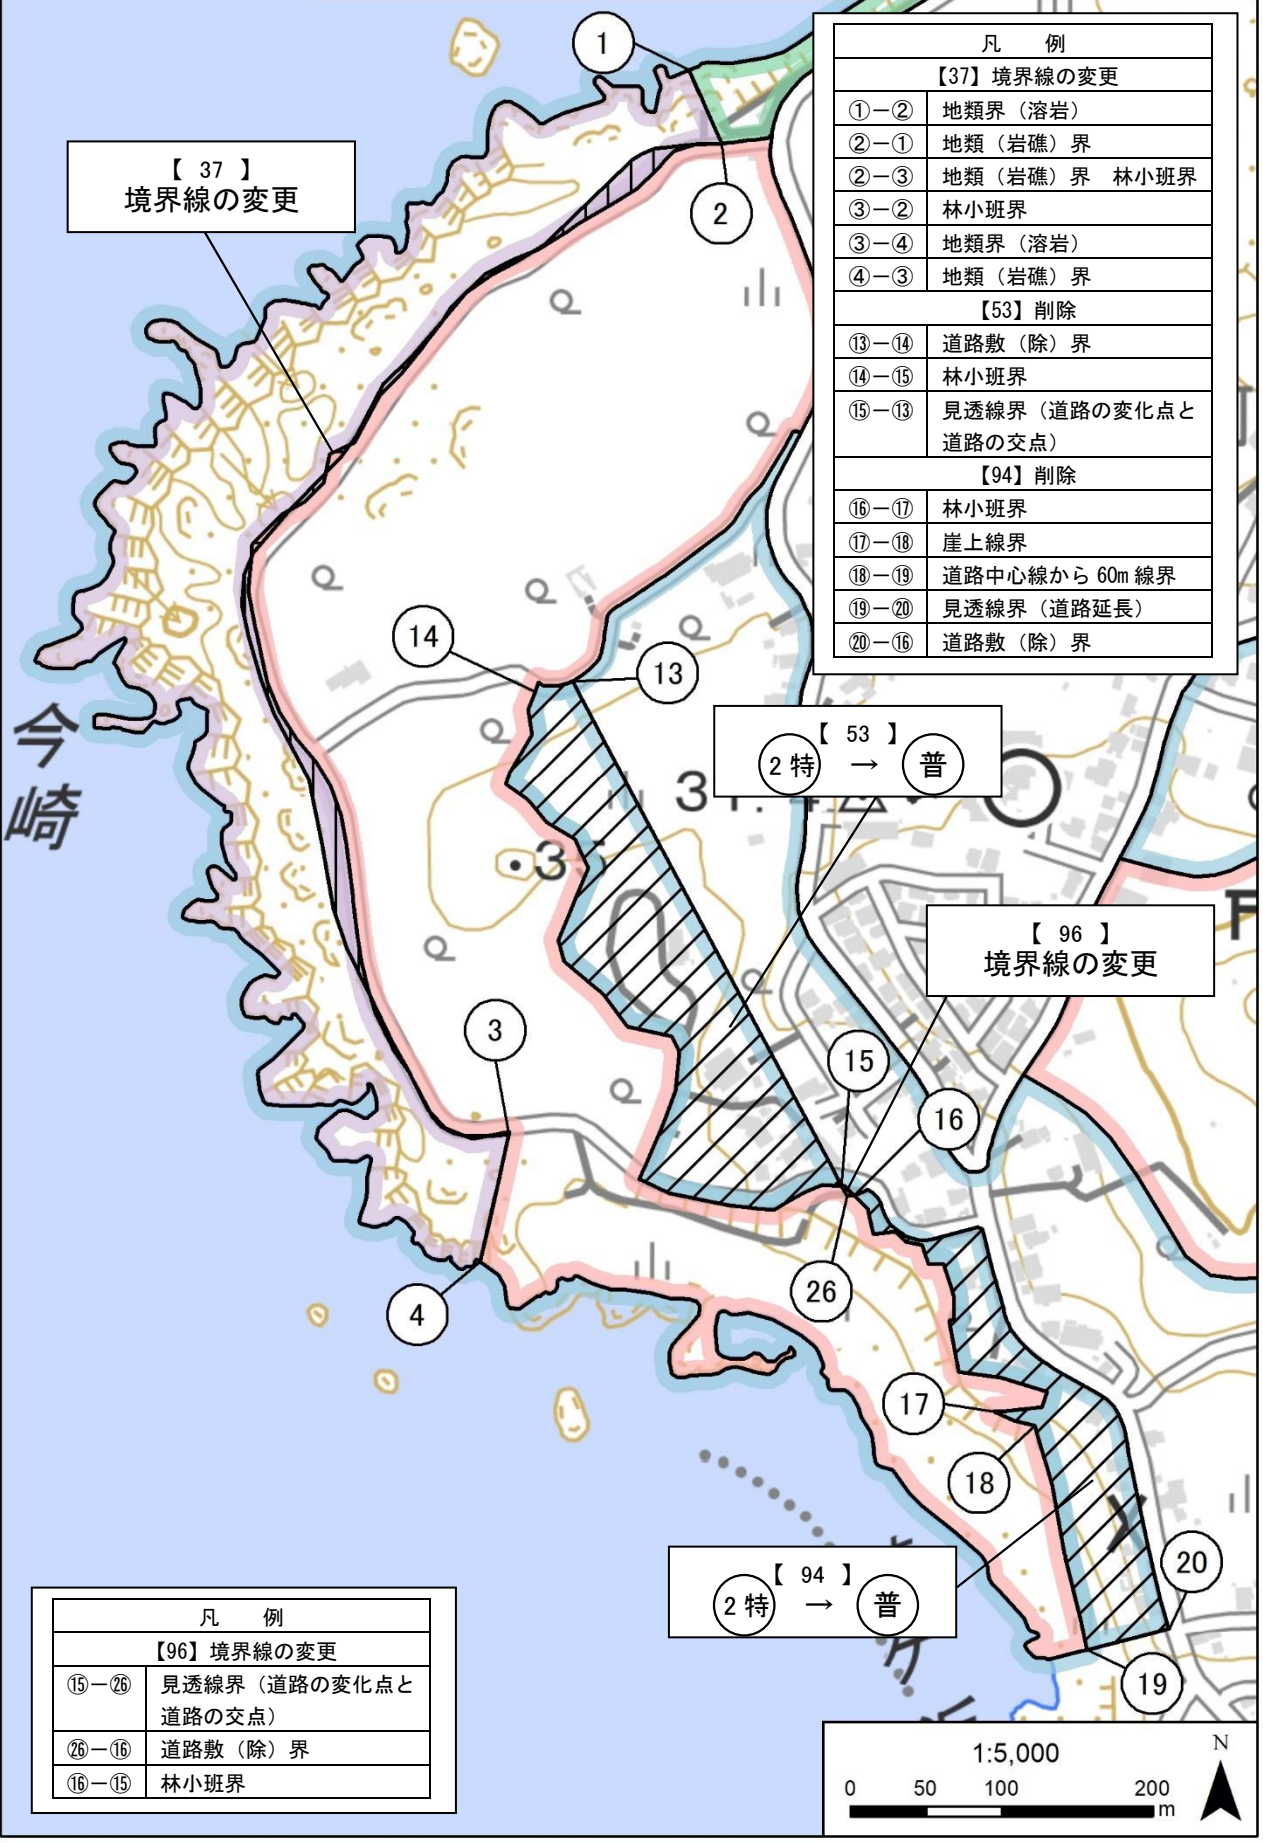 凡　例
【37】境界線の変更
①－② 地類界（溶岩）
②－① 地類（岩礁）界
②－③ 地類（岩礁）界　林小班界
③－② 林小班界
③－④ 地類界（溶岩）
④－③ 地類（岩礁）界
【53】削除
⑬－⑭ 道路敷（除）界
⑭－⑮ 林小班界
⑮－⑬ 見透線界（道路の変化点と
道路の交点）
【94】削除
⑯－⑰ 林小班界
⑰－⑱ 崖上線界
⑱－⑲ 道路中心線から 60m 線界
⑲－⑳ 見透線界（道路延長）
⑳－⑯ 道路敷（除）界
1
【 37 】
境界線の変更
2
14
13
今
崎
【 53 】
2特 → 普
【 96 】
境界線の変更
3
15
16
26
4
17
18
【 94 】
2特 → 普
20
19
凡　例
【96】境界線の変更
⑮－㉖ 見透線界（道路の変化点と
道路の交点）
㉖－⑯ 道路敷（除）界
⑯－⑮ 林小班界
1:5,000
N
0 50 100 200
m